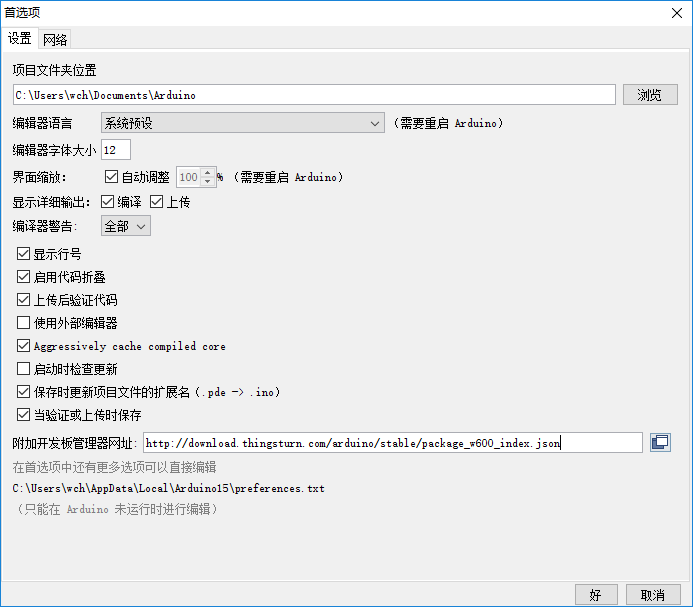 首选项
设置 网络
项目文件夹位置
C:\Users\wch\Documents\Arduino 浏览
编辑器语言 系统预设 （需要重启 Arduino）
编辑器字体大小 12
界面缩放： 自动调整 100 % （需要重启 Arduino）
显示详细输出： 编译 上传
编译器警告: 全部
显示行号
启用代码折叠
上传后验证代码
使用外部编辑器
Aggressively cache compiled core
启动时检查更新
保存时更新项目文件的扩展名（.pde -> .ino）
当验证或上传时保存
附加开发板管理器网址: http://download.thingsturn.com/arduino/stable/package_w600_index.json
在首选项中还有更多选项可以直接编辑
C:\Users\wch\AppData\Local\Arduino15\preferences.txt
（只能在 Arduino 未运行时进行编辑）
好 取消